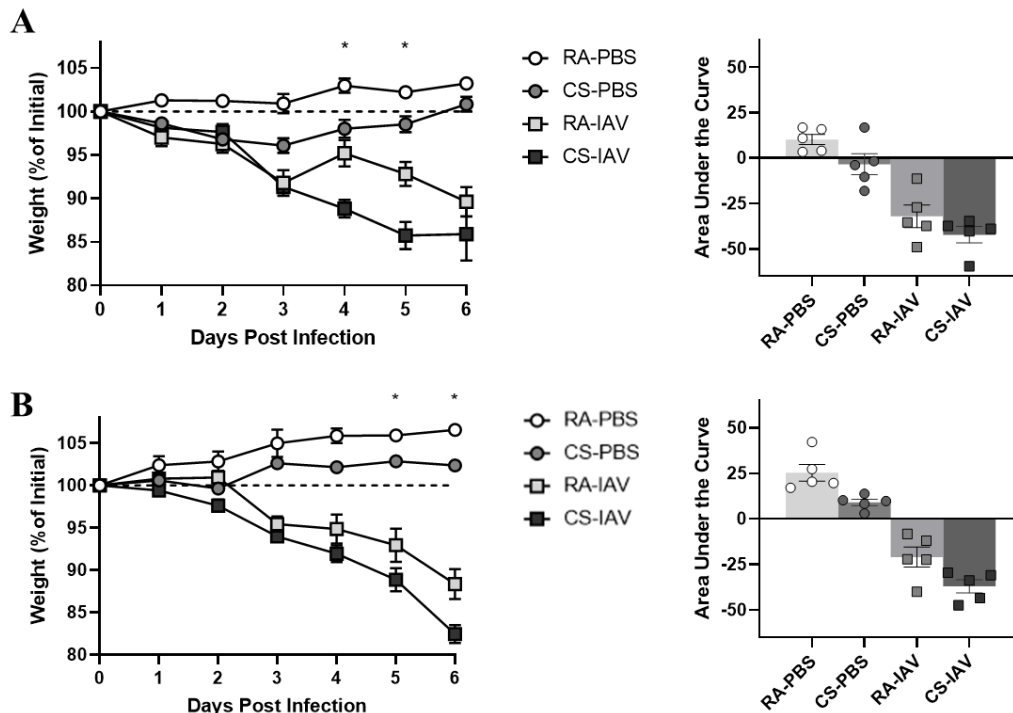 A
Weight (% of Initial)
105
100
95
90
85
80
* *
0 1 2 3 4 5 6
Days Post Infection
RA-PBS
CS-PBS
RA-IAV
CS-IAV
Area Under the Curve
50
25
0
-25
-50
RA-PBS
CS-PBS
RA-IAV
CS-IAV
B
Weight (%of Initial)
105
100
95
90
85
80
* *
0 1 2 3 4 5 6
Days Post Infection
RA-PBS
CS-PBS
RA-IAV
CS-IAV
Area Under the Curve
50
25
0
-25
-50
RA-PBS
CS-PBS
RA-IAV
CS-IAV